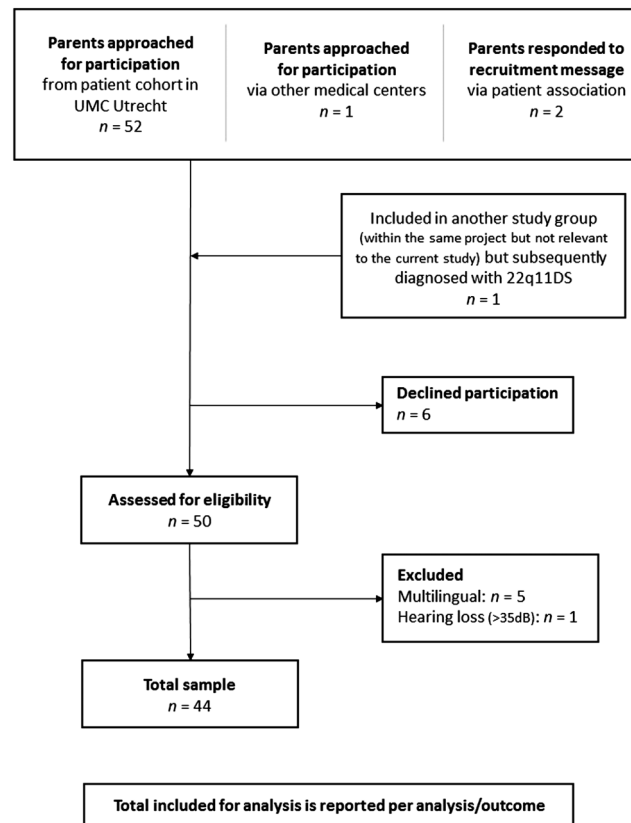 Parents approached
for participation
from patient cohort in
UMC Utrecht
n = 52
Parents approached
for participation
via other medical centers
n = 1
Parents responded to
recruitment message
via patient association
n = 2
Included in another study group
(within the same project but not relevant
to the current study) but subsequently
diagnosed with 22q11DS
n = 1
Declined participation
n = 6
Assessed for eligibility
n = 50
Excluded
Multilingual: n = 5
Hearing loss (>35dB): n = 1
Total sample
n = 44
Total included for analysis is reported per analysis/outcome